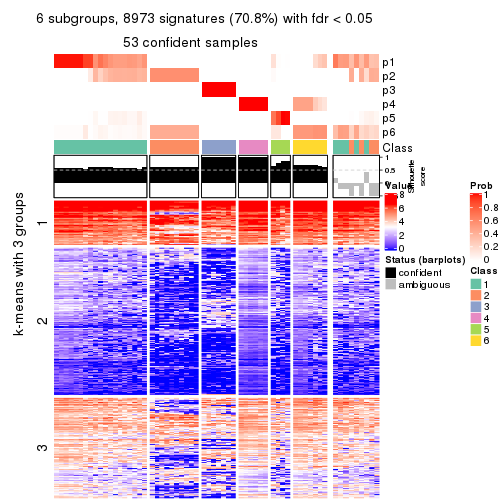 6 subgroups, 8973 signatures (70.8%) with fdr < 0.05
53 confident samples
p1
p2
p3
p4
p5
p6
Class
1
0.5
0
Silhouette
score
k-means with 3 groups
1
2
3
Value
8
6
4
2
0
Status (barplots)
confident
ambiguous
Prob
1
0.8
0.6
0.4
0.2
0
Class
1
2
3
4
5
6